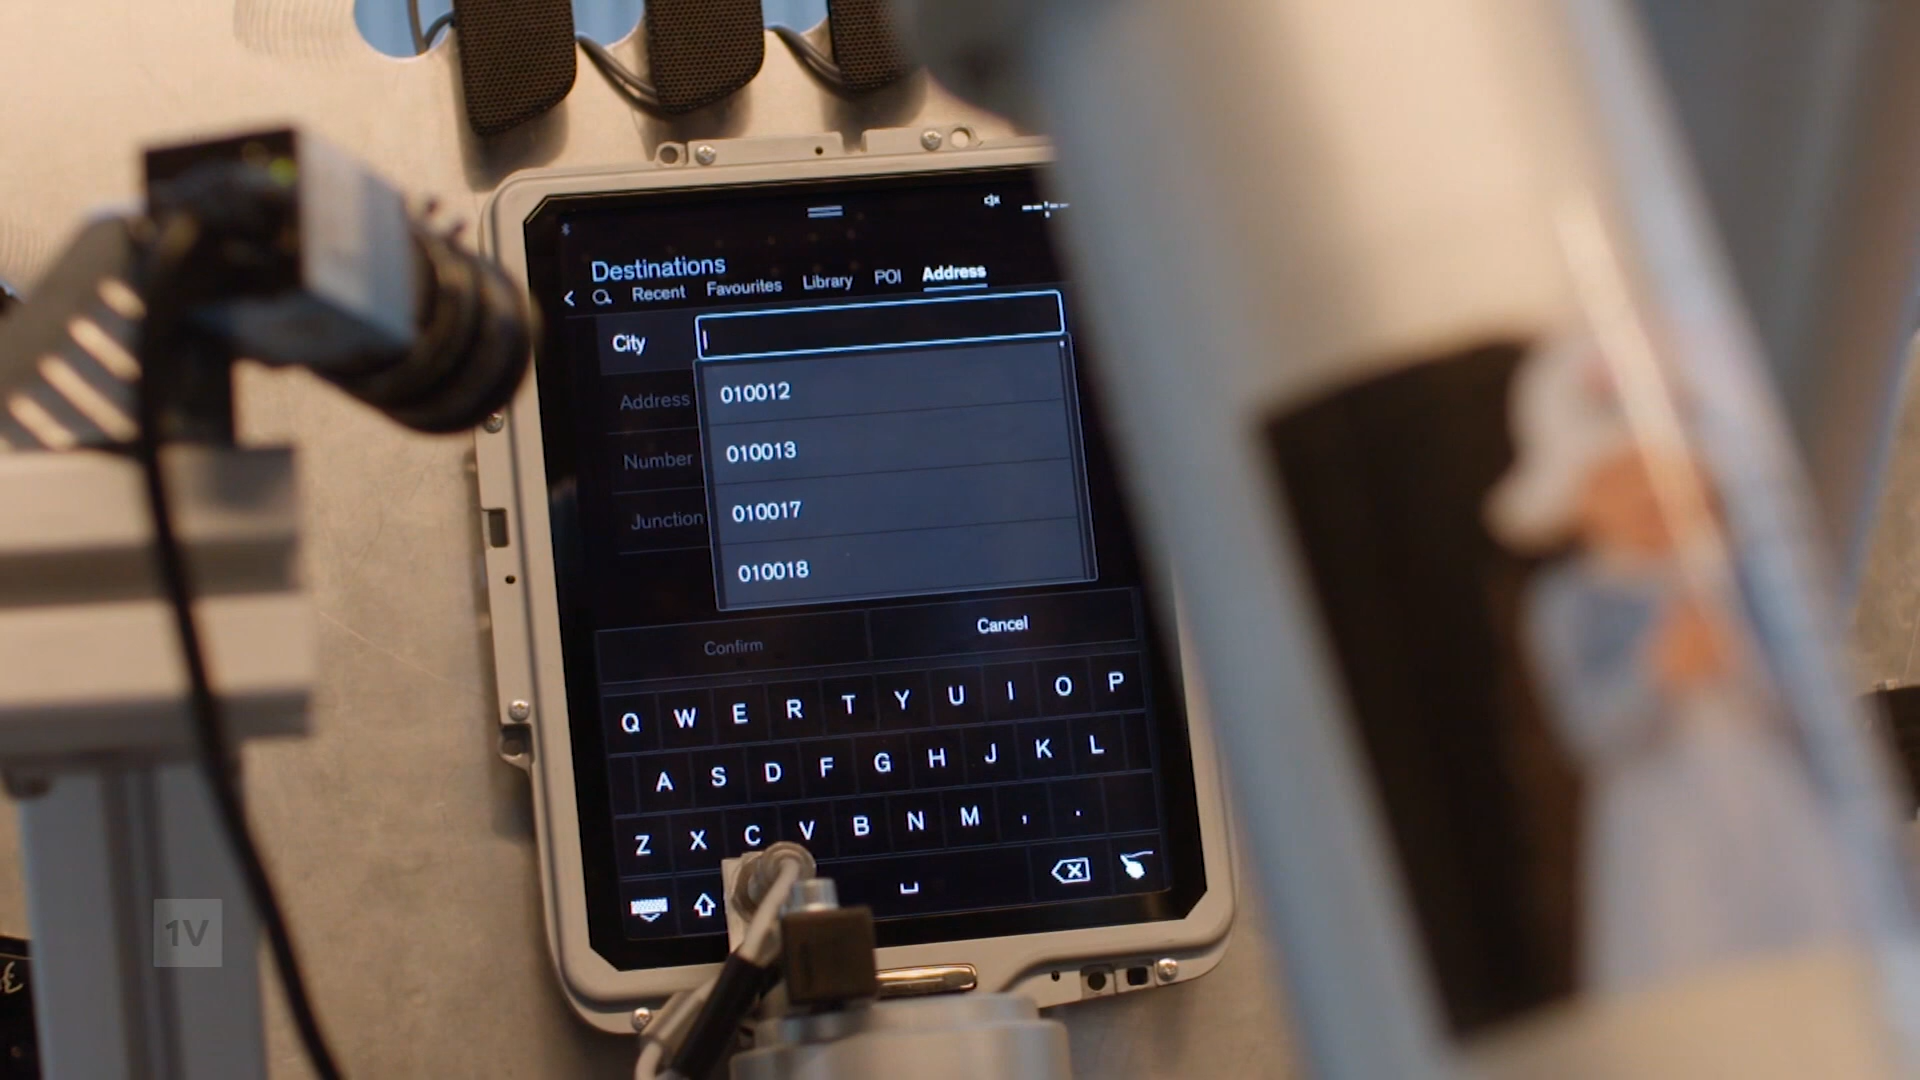 Destinations
Recent Favourites Library POI Address
City
010012
Address
010013
Number
010017
Junction
010018
Confirm Cancel
Q W E R T Y U I O P
A S D F G H J K L
Z X C V B N M , .
1V